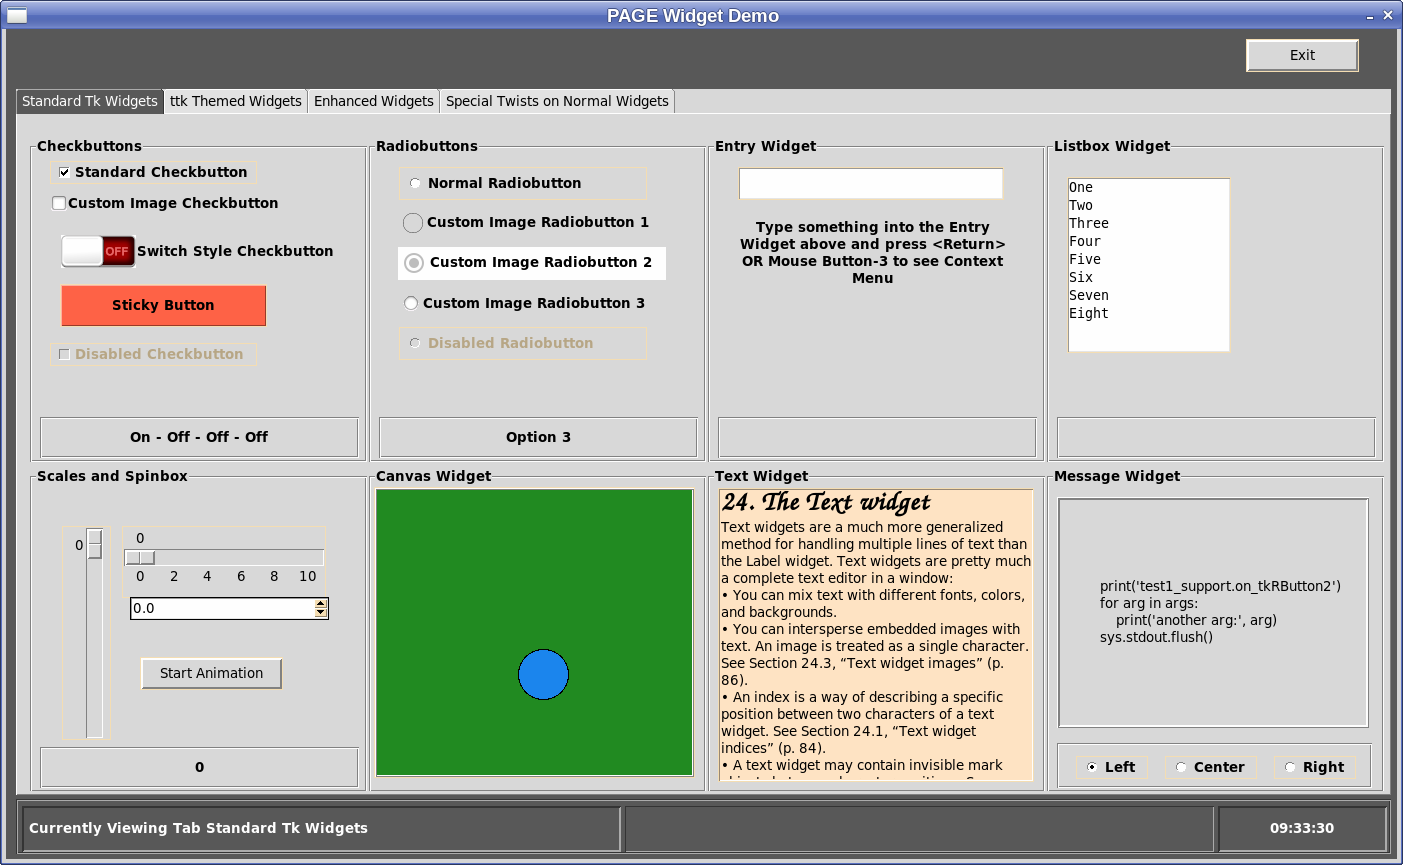 PAGE Widget Demo
Exit
Standard Tk Widgets
ttk Themed Widgets
Enhanced Widgets
Special Twists on Normal Widgets
Checkbuttons
Standard Checkbutton
Custom Image Checkbutton
OFF
Switch Style Checkbutton
Sticky Button
Disabled Checkbutton
On - Off - Off - Off
Radiobuttons
Normal Radiobutton
Custom Image Radiobutton 1
Custom Image Radiobutton 2
Custom Image Radiobutton 3
Disabled Radiobutton
Option 3
Entry Widget
Type something into the Entry
Widget above and press <Return>
OR Mouse Button-3 to see Context
Menu
Listbox Widget
One
Two
Three
Four
Five
Six
Seven
Eight
Scales and Spinbox
0
0
0 2 4 6 8 10
0.0
Start Animation
0
Canvas Widget
Text Widget
24. The Text widget
Text widgets are a much more generalized
method for handling multiple lines of text than
the Label widget. Text widgets are pretty much
a complete text editor in a window:
• You can mix text with different fonts, colors,
and backgrounds.
• You can intersperse embedded images with
text. An image is treated as a single character.
See Section 24.3, “Text widget images” (p.
86).
• An index is a way of describing a specific
position between two characters of a text
widget. See Section 24.1, “Text widget
indices” (p. 84).
• A text widget may contain invisible mark
Message Widget
print('test1_support.on_tkRButton2')
for arg in args:
    print('another arg:', arg)
sys.stdout.flush()
Left
Center
Right
Currently Viewing Tab Standard Tk Widgets
09:33:30